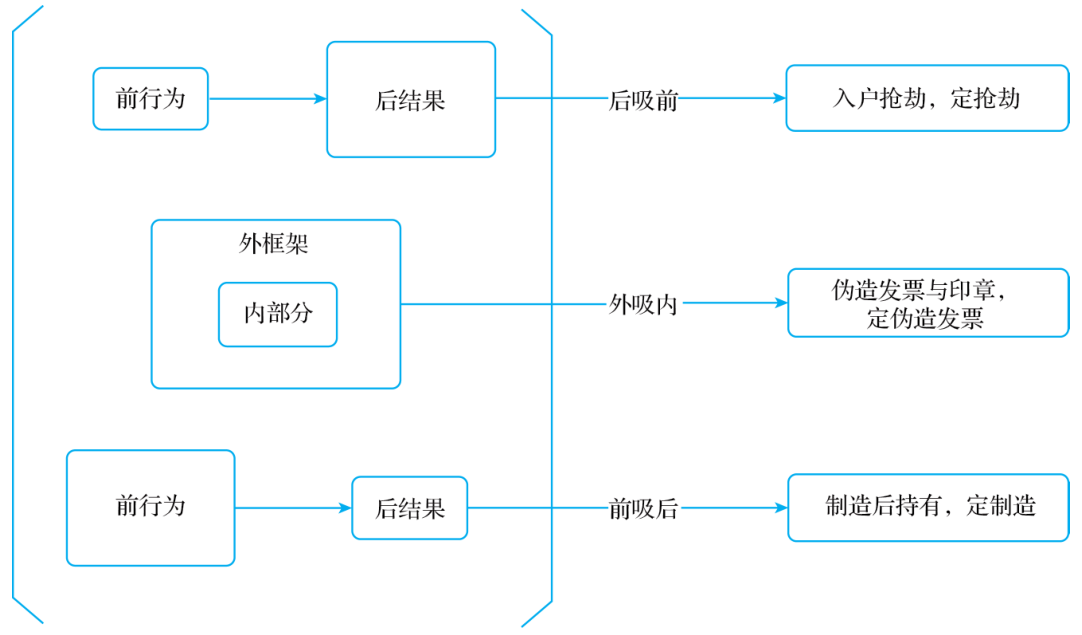 前行为
后结果
后吸前
入户抢劫，定抢劫
外框架
内部分
外吸内
伪造发票与印章，
定伪造发票
前行为
后结果
前吸后
制造后持有，定制造